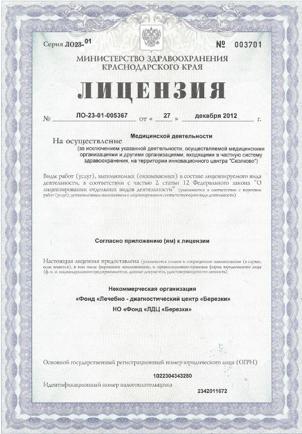 Серия ЛО23-01
№ 003701
МИНИСТЕРСТВО ЗДРАВООХРАНЕНИЯ
КРАСНОДАРСКОГО КРАЯ
ЛИЦЕНЗИЯ
№ ЛО-23-01-005367 от « 27 » декабря 2012
На осуществление Медицинской деятельности
(за исключением указанной деятельности, осуществляемой медицинскими
организациями и другими организациями, входящими в частную систему
здравоохранения, на территории инновационного центра "Сколково")
Виды работ (услуг), выполняемых (оказываемых) в составе лицензируемого вида
деятельности, в соответствии с частью 2 статьи 12 Федерального закона "О
лицензировании отдельных видов деятельности"
Согласно приложению (ям) к лицензии
Настоящая лицензия предоставлена
Некоммерческая организация
«Фонд «Лечебно - диагностический центр «Березки»
НО «Фонд «ЛДЦ «Березки»
Основной государственный регистрационный номер юридического лица (ОГРН)
1022304343280
Идентификационный номер налогоплательщика
2342011672